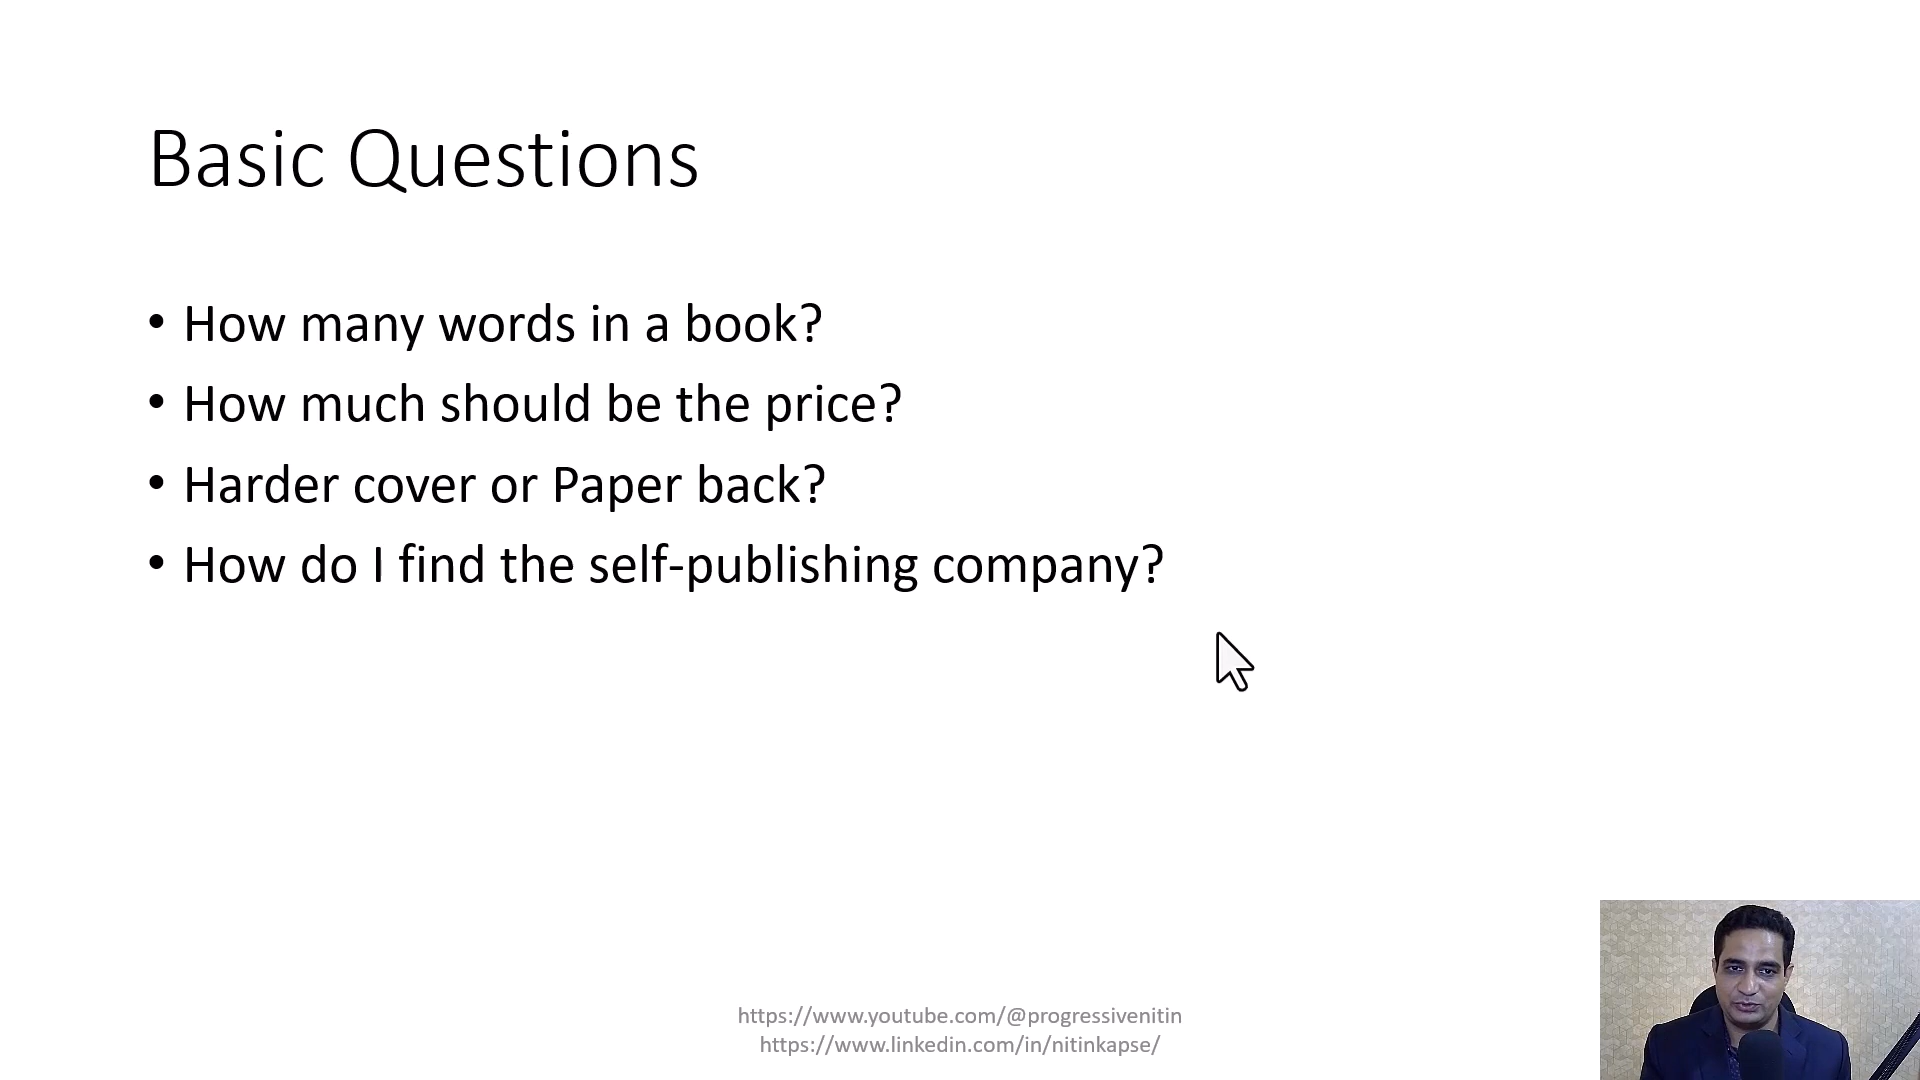 Basic Questions
• How many words in a book?
• How much should be the price?
• Harder cover or Paper back?
• How do I find the self-publishing company?
https://www.youtube.com/@progressivenitin
https://www.linkedin.com/in/nitinkapse/